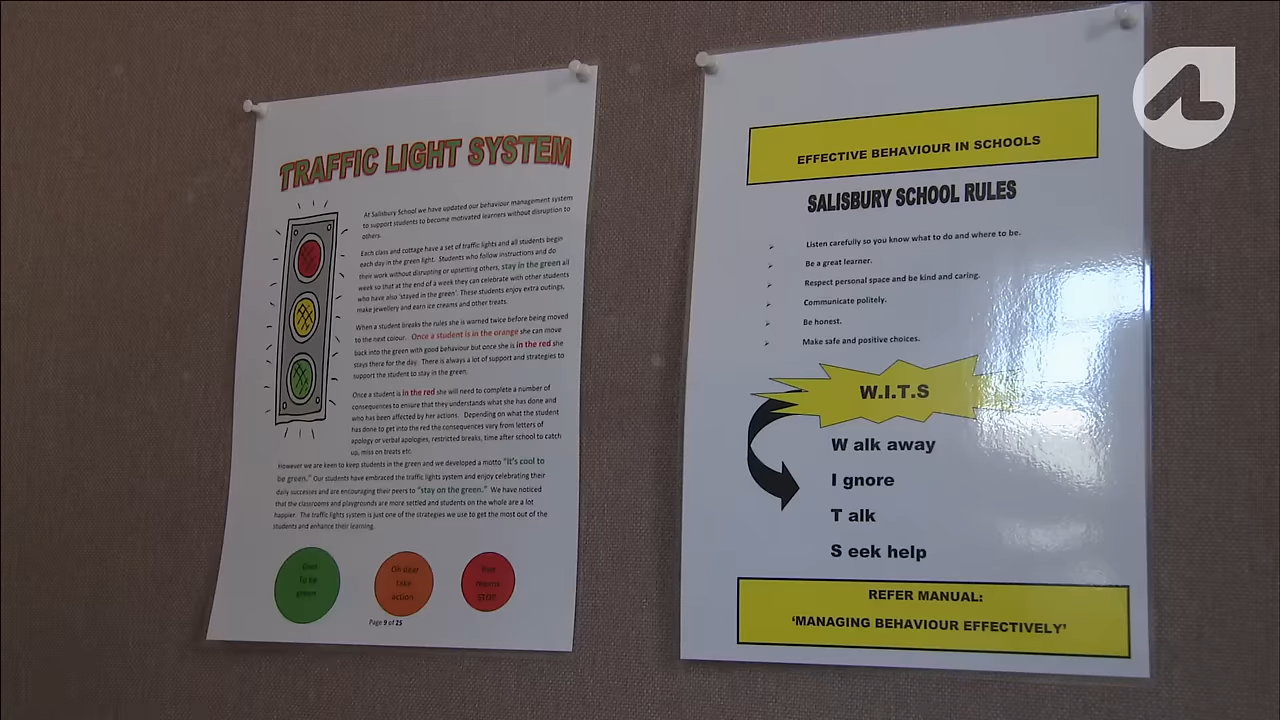 TRAFFIC LIGHT SYSTEM
At Salisbury School we have updated our behaviour management system
to support students to become motivated learners without disruption to
others.
Each class and cottage have a set of traffic lights and all students begin
each day in the green light. Students who follow instructions and do
their work without disrupting or upsetting others, stay in the green all
week so that at the end of a week they can celebrate with other students
who have also 'stayed in the green'. These students enjoy extra outings,
make jewellery and earn ice creams and other treats.
When a student breaks the rules she is warned twice before being moved
to the next colour. Once a student is in the orange she can move
back into the green with good behaviour but once she is in the red she
stays there for the day. There is always a lot of support and strategies to
support the student to stay in the green.
Once a student is in the red she will need to complete a number of
consequences to ensure that they understands what she has done and
who has been affected by her actions. Depending on what the student
has done to get into the red the consequences vary from letters of
apology or verbal apologies, restricted breaks, time after school to catch
up, miss on treats etc.
However we are keen to keep students in the green and we developed a motto "It's cool to
be green." Our students have embraced the traffic lights system and enjoy celebrating their
daily successes and are encouraging their peers to "stay on the green." We have noticed
that the classrooms and playgrounds are more settled and students on the whole are a lot
happier. The traffic lights system is just one of the strategies we use to get the most out of the
students and enhance their learning.
To be
green
Oh dear
take
action
Red
means
STOP
Page 9 of 25
EFFECTIVE BEHAVIOUR IN SCHOOLS
SALISBURY SCHOOL RULES
Listen carefully so you know what to do and where to be.
Be a great learner.
Respect personal space and be kind and caring.
Communicate politely.
Be honest.
Make safe and positive choices.
W.I.T.S
W alk away
I gnore
T alk
S eek help
REFER MANUAL:
'MANAGING BEHAVIOUR EFFECTIVELY'